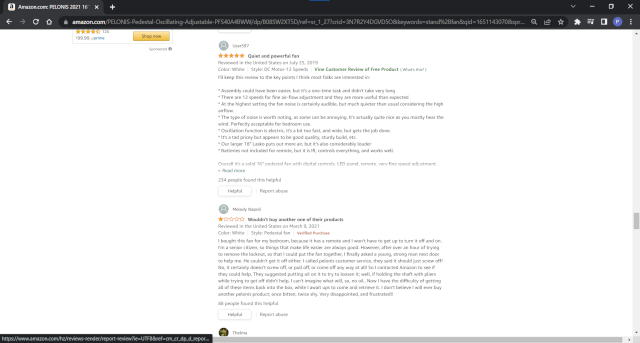 Amazon.com: PELONIS 2021 16"
amazon.com/PELONIS-Pedestal-Oscillating-Adjustable-PFS40A4BWW/dp/B08SW2XT5D/
199.99
Shop now
Sponsored
Quiet and powerful fan
Reviewed in the United States on July 25, 2019
Color: White | Style: DC Motor-12 Speeds | Vine Customer Review of Free Product ( What's this? )
I'll keep this review to the key points I think most folks are interested in:
* Assembly could have been easier, but it's a one-time task and didn't take very long
* There are 12 speeds for fine air-flow adjustment and they are more useful than expected
* At the highest setting the fan noise is certainly audible, but much quieter than usual considering the high
airflow.
* The type of noise is worth noting, as some can be annoying. It's actually quite nice as you mostly hear the
wind. Perfectly acceptable for bedroom use.
* Oscillation function is electric, it's a bit too fast, and wide, but gets the job done.
* It's a tad pricey but appears to be good quality, sturdy build, etc.
* Our larger 18" Lasko puts out more air, but it's also considerably louder
* Batteries not included for remote, but it is IR, controls everything, and works well.
Overall it's a solid 16" pedestal fan with digital controls, LED panel, remote, very fine speed adjustment
Read more
234 people found this helpful
Helpful | Report abuse
Melody Napoli
Wouldn't buy another one of their products
Reviewed in the United States on March 9, 2021
Color: White | Style: Pedestal fan | Verified Purchase
I bought this fan for my bedroom, because it has a remote and I won't have to get up to turn it off and on.
I'm a senior citizen, so things that make life easier are always good. However, after over an hour of trying
to remove the locknut, so that I could put the fan together, I finally asked a young, strong man next door
to help me. He couldn't get it off either. I called pelonis customer service, they said it should just screw off!
No, it certainly doesn't screw off, or pull off, or come off any way at all! So I contacted Amazon to see if
they could help. They suggested putting oil on it to try to loosen it; well, if holding the shaft with pliers
while trying to get off didn't help. I can't imagine what will, so, no oil.. Now I have the difficulty of getting
all of these items back into the box, while I await ups to come and retrieve it. I don't believe I will ever buy
another pelonis product; once bitten, twice shy. Very disappointed, and frustrated!!
88 people found this helpful
Helpful | Report abuse
Thelma
https://www.amazon.com/hz/reviews-render/report-review?ie=UTF8&ref=cm_cr_dp_d_repor...